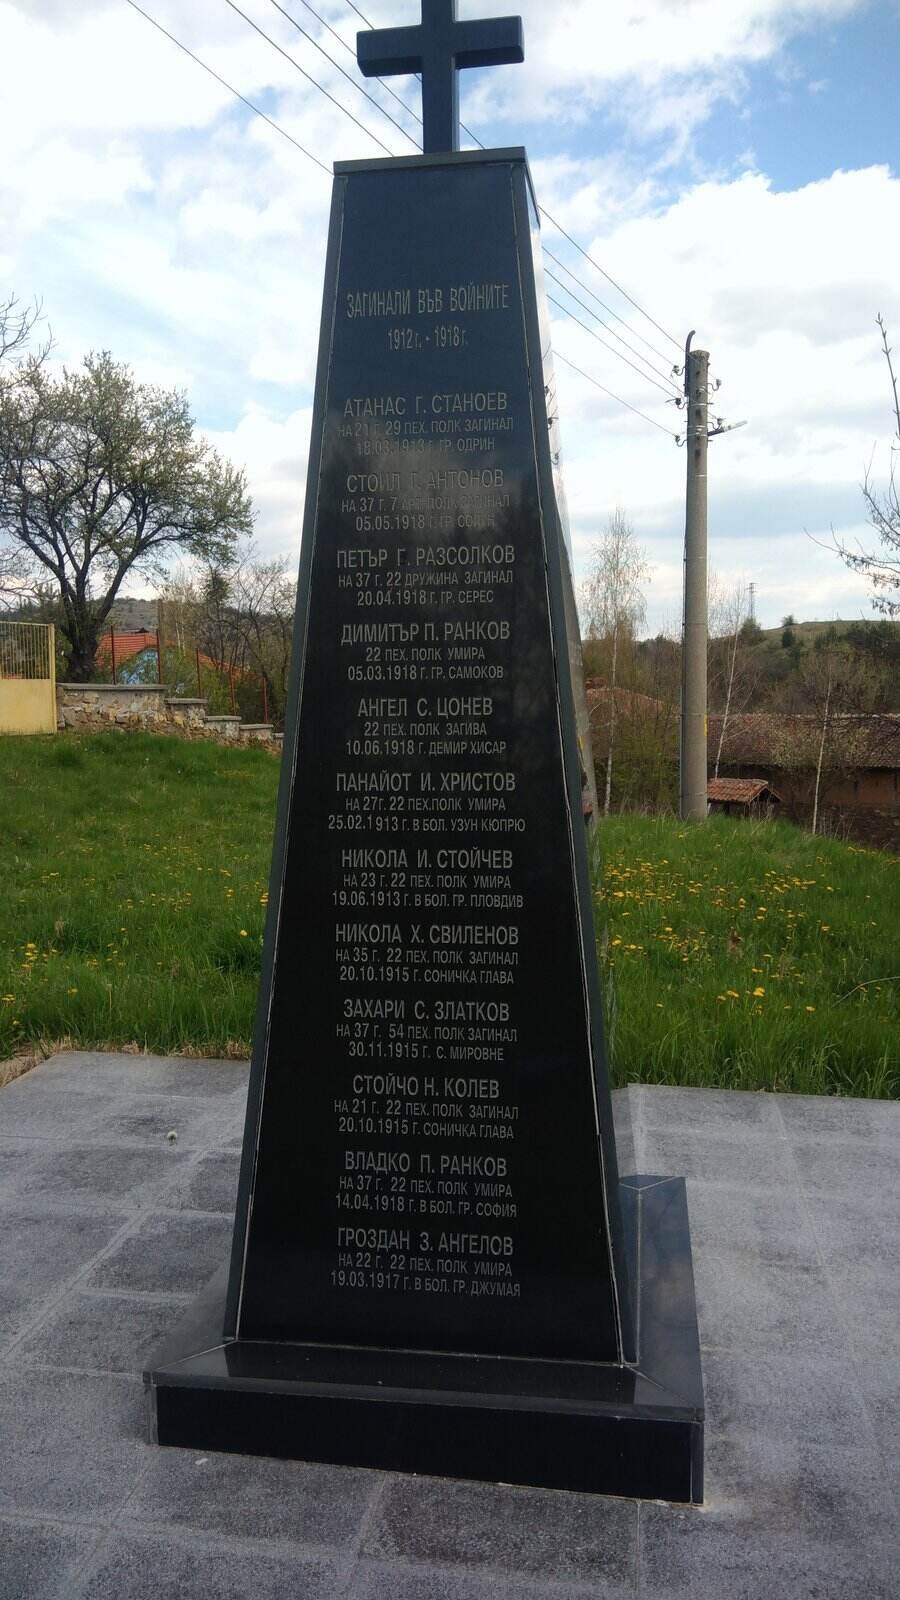 ЗАГИНАЛИ ВЪВ ВОЙНИТЕ
1912г. - 1918г.
АТАНАС Г. СТАНОЕВ
НА 21 Г. 29 ПЕХ. ПОЛК ЗАГИНАЛ
18.03.1913 Г. ГР. ОДРИН
СТОИЛ Г. АНТОНОВ
НА 37 Г. 7 АРТ. ПОЛК ЗАГИНАЛ
05.05.1918 Г. ГР. СОЛУН
ПЕТЪР Г. РАЗСОЛКОВ
НА 37 Г. 22 ДРУЖИНА ЗАГИНАЛ
20.04.1918 Г. ГР. СЕРЕС
ДИМИТЪР П. РАНКОВ
22 ПЕХ. ПОЛК УМИРА
05.03.1918 Г. ГР. САМОКОВ
АНГЕЛ С. ЦОНЕВ
22 ПЕХ. ПОЛК ЗАГИВА
10.06.1918 Г. ДЕМИР ХИСАР
ПАНАЙОТ И. ХРИСТОВ
НА 27Г. 22 ПЕХ.ПОЛК УМИРА
25.02.1913 Г. В БОЛ. УЗУН КЮПРЮ
НИКОЛА И. СТОЙЧЕВ
НА 23 Г. 22 ПЕХ. ПОЛК УМИРА
19.06.1913 Г. В БОЛ. ГР. ПЛОВДИВ
НИКОЛА Х. СВИЛЕНОВ
НА 35 Г. 22 ПЕХ. ПОЛК ЗАГИНАЛ
20.10.1915 Г. СОНИЧКА ГЛАВА
ЗАХАРИ С. ЗЛАТКОВ
НА 37 Г. 54 ПЕХ. ПОЛК ЗАГИНАЛ
30.11.1915 Г. С. МИРОВНЕ
СТОЙЧО Н. КОЛЕВ
НА 21 Г. 22 ПЕХ. ПОЛК ЗАГИНАЛ
20.10.1915 Г. СОНИЧКА ГЛАВА
ВЛАДКО П. РАНКОВ
НА 37 Г. 22 ПЕХ. ПОЛК УМИРА
14.04.1918 Г. В БОЛ. ГР. СОФИЯ
ГРОЗДАН З. АНГЕЛОВ
НА 22 Г. 22 ПЕХ. ПОЛК УМИРА
19.03.1917 Г. В БОЛ. ГР. ДЖУМАЯ